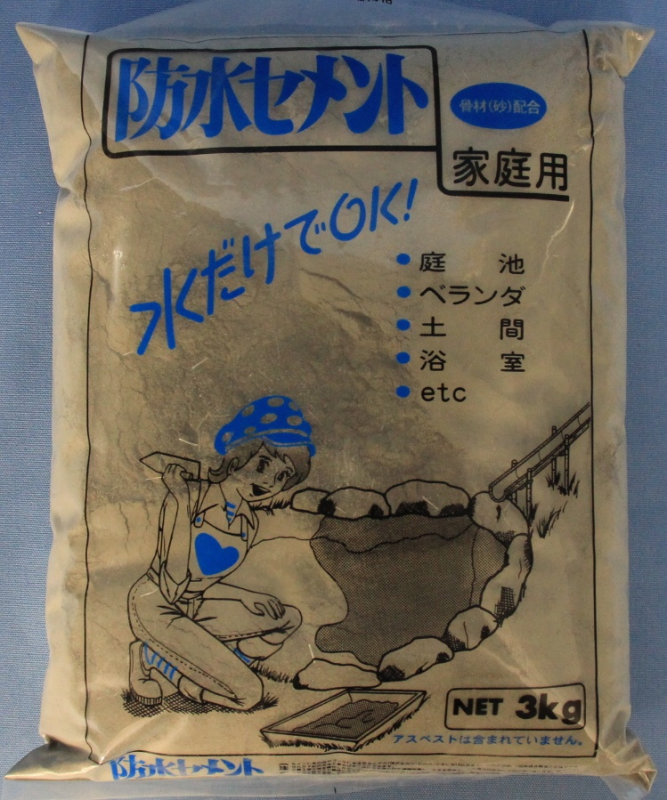 防水セメント
骨材(砂)配合
家庭用
水だけでOK!
●庭 池
●ベランダ
●土 間
●浴 室
●etc
NET 3kg
アスベストは含まれていません。
防水セメント